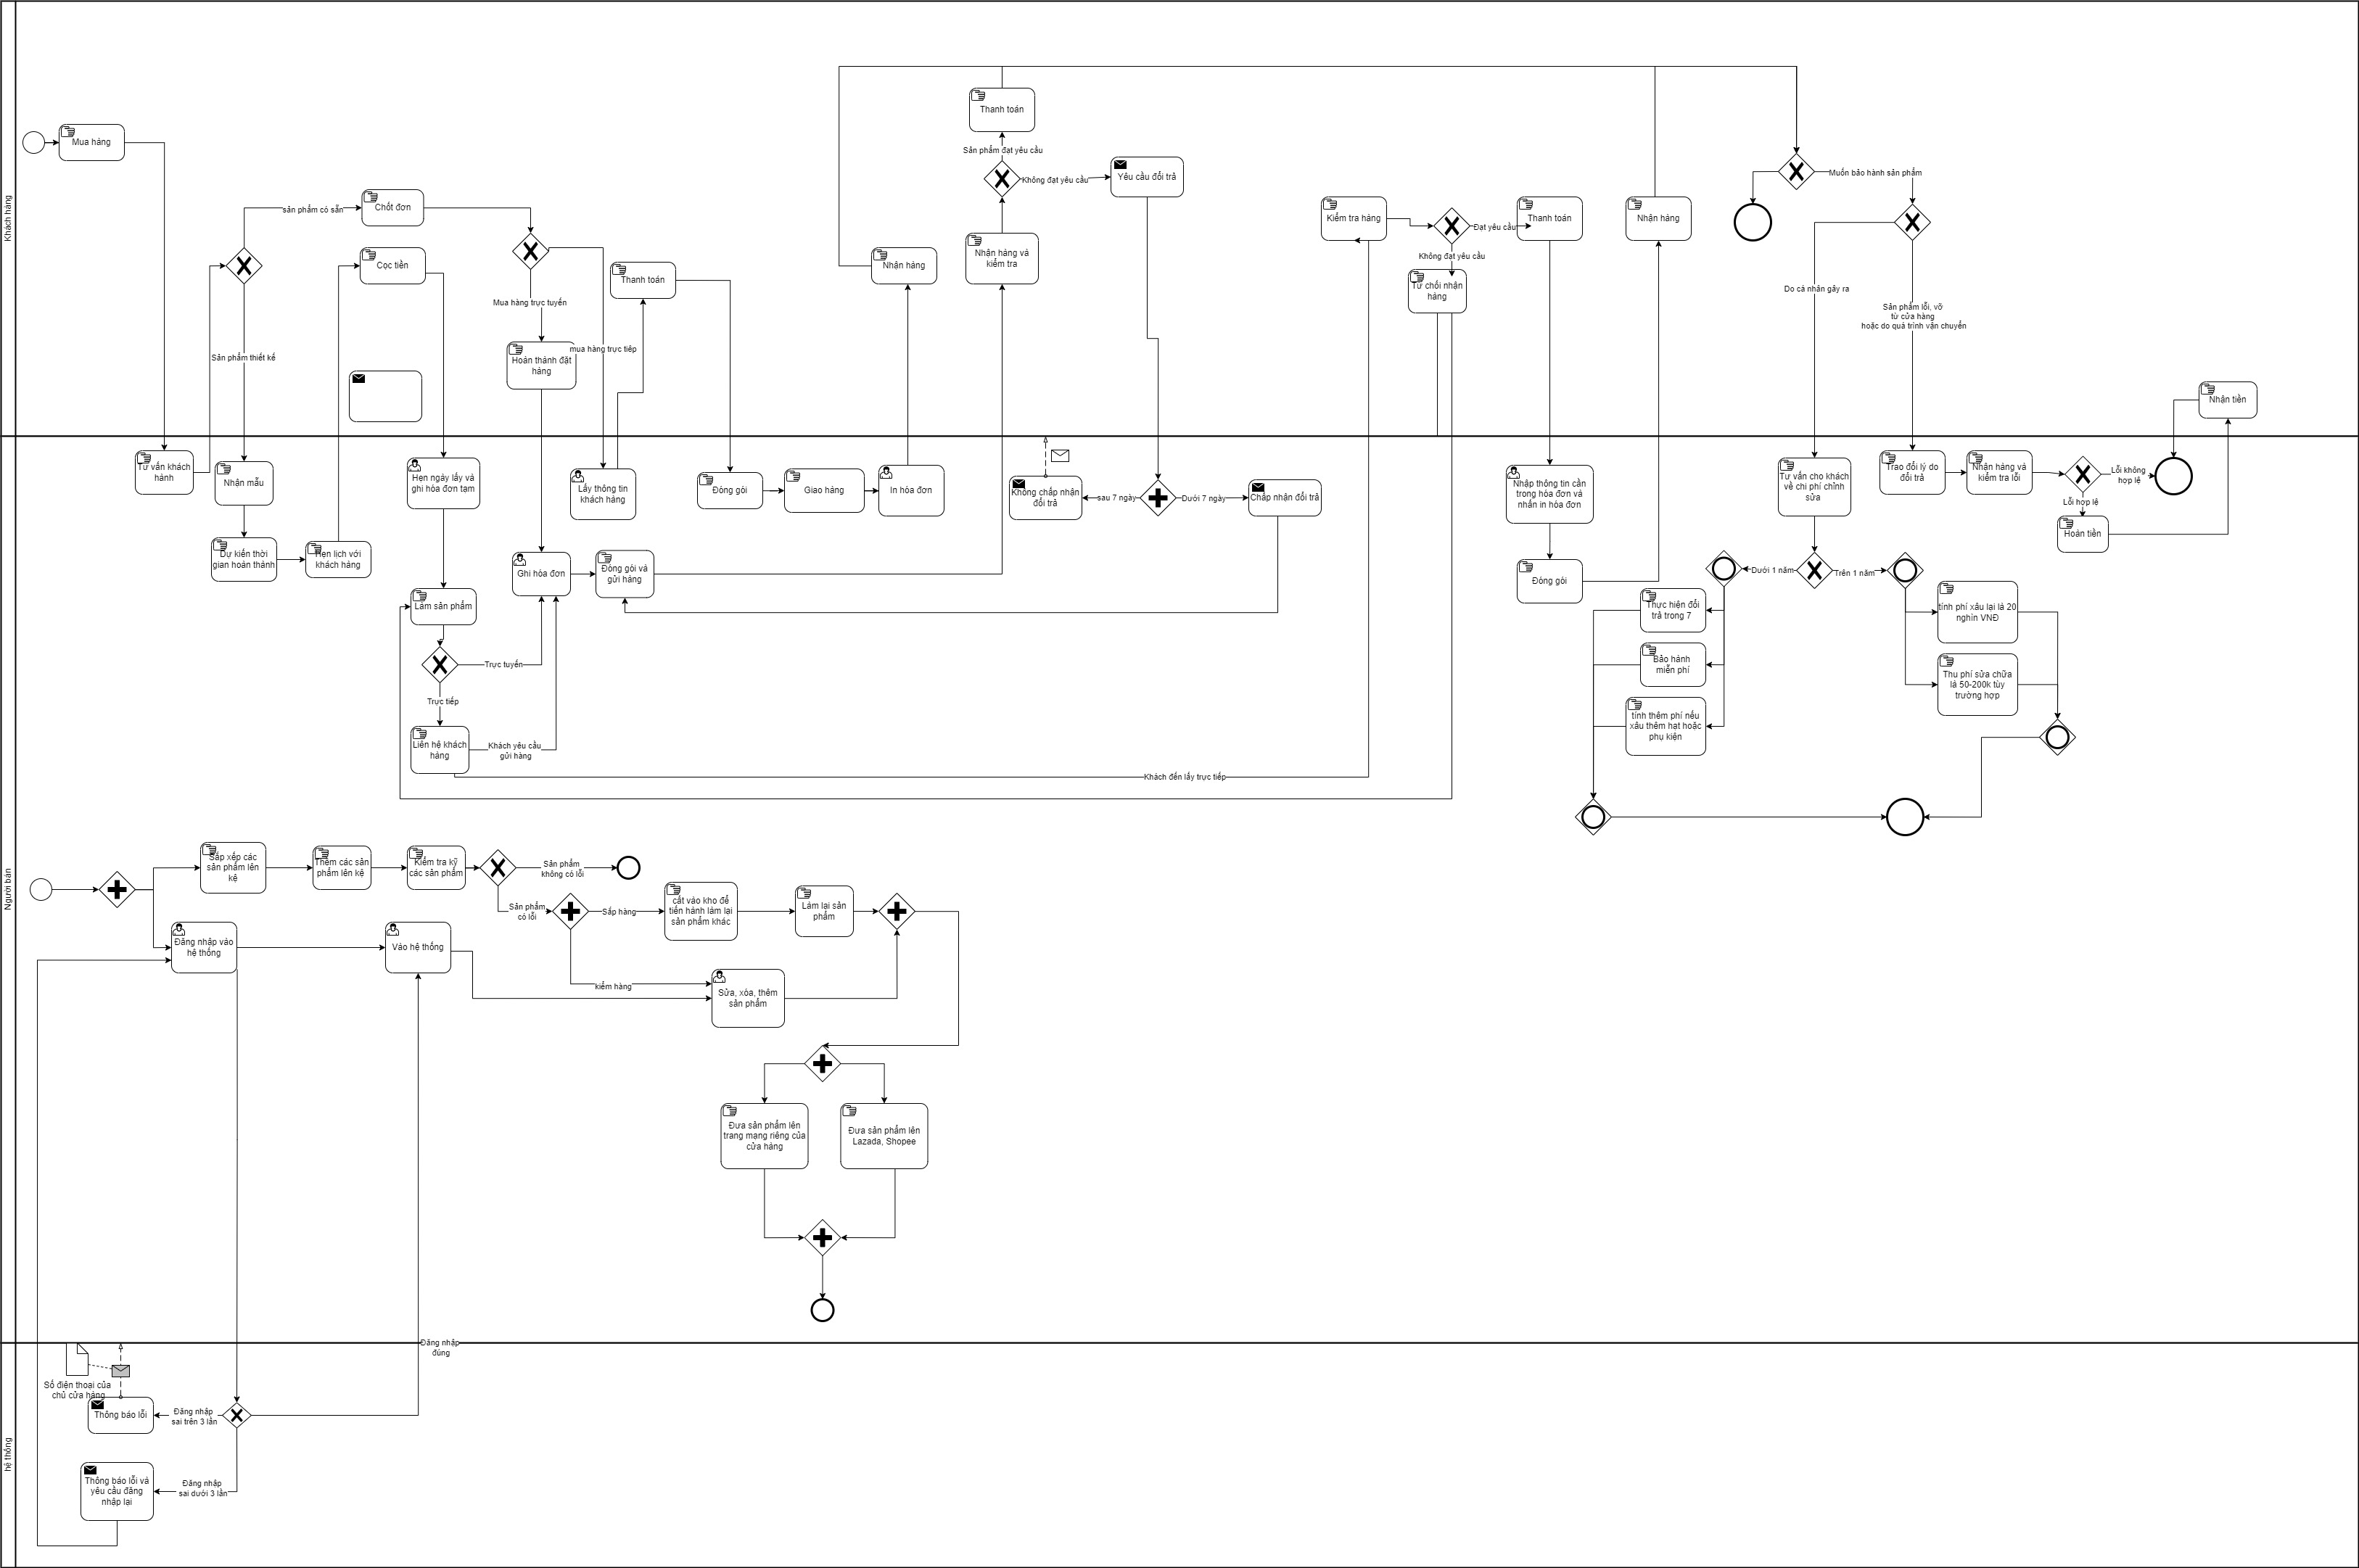 Khách hàng
Mua hàng
sản phẩm có sẵn
Chốt đơn
Cọc tiền
Sản phẩm thiết kế
Mua hàng trực tuyến
Hoàn thành đặt
hàng
mua hàng trực tiếp
Thanh toán
Nhận hàng
Thanh toán
Sản phẩm đạt yêu cầu
Không đạt yêu cầu
Yêu cầu đổi trả
Nhận hàng và
kiểm tra
Kiểm tra hàng
Đạt yêu cầu
Thanh toán
Không đạt yêu cầu
Từ chối nhận
hàng
Nhận hàng
Muốn bảo hành sản phẩm
Do cá nhân gây ra
Sản phẩm lỗi, vỡ
từ cửa hàng
hoặc do quá trình vận chuyển
Nhận tiền
Người bán
Tư vấn khách
hành
Nhận mẫu
Dự kiến thời
gian hoàn thành
Hẹn lịch với
khách hàng
Hẹn ngày lấy và
ghi hóa đơn tạm
Lấy thông tin
khách hàng
Đóng gói
Giao hàng
In hóa đơn
Không chấp nhận
đổi trả
sau 7 ngày
Dưới 7 ngày
Chấp nhận đổi trả
Nhập thông tin cần
trong hóa đơn và
nhấn in hóa đơn
Đóng gói
Tư vấn cho khách
về chi phí chỉnh
sửa
Trao đổi lý do
đổi trả
Nhận hàng và
kiểm tra lỗi
Lỗi không
hợp lệ
Lỗi hợp lệ
Hoàn tiền
Ghi hóa đơn
Đóng gói và
gửi hàng
Làm sản phẩm
Trực tuyến
Trực tiếp
Liên hệ khách
hàng
Khách yêu cầu
gửi hàng
Khách đến lấy trực tiếp
Dưới 1 năm
Trên 1 năm
Thực hiện đổi
trả trong 7
Bảo hành
miễn phí
tính thêm phí nếu
xâu thêm hạt hoặc
phụ kiện
tính phí xâu lại là 20
nghìn VNĐ
Thu phí sửa chữa
là 50-200k tùy
trường hợp
Sắp xếp các
sản phẩm lên
kệ
Thêm các sản
phẩm lên kệ
Kiểm tra kỹ
các sản phẩm
Sản phẩm
không có lỗi
Sản phẩm
có lỗi
Sắp hàng
cất vào kho để
tiến hành làm lại
sản phẩm khác
Làm lại sản
phẩm
Đăng nhập vào
hệ thống
Vào hệ thống
kiểm hàng
Sửa, xóa, thêm
sản phẩm
Đưa sản phẩm lên
trang mạng riêng của
cửa hàng
Đưa sản phẩm lên
Lazada, Shopee
hệ thống
Đăng nhập
đúng
Số điện thoại của
chủ cửa hàng
Thông báo lỗi
Đăng nhập
sai trên 3 lần
Thông báo lỗi và
yêu cầu đăng
nhập lại
Đăng nhập
sai dưới 3 lần